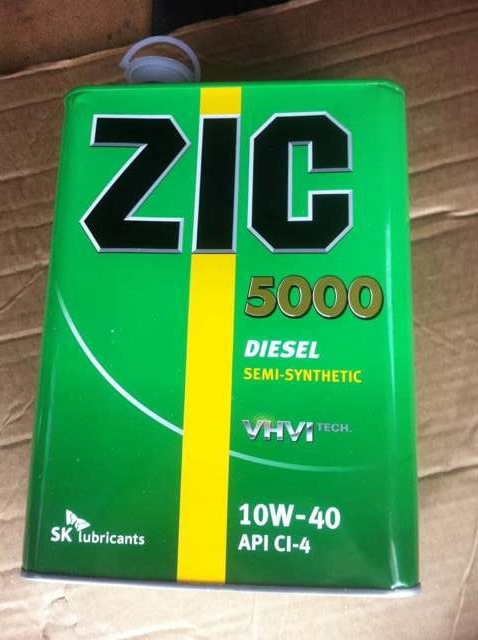 ZIC
5000
DIESEL
SEMI-SYNTHETIC
VHVI TECH.
10W-40
API CI-4
SK lubricants